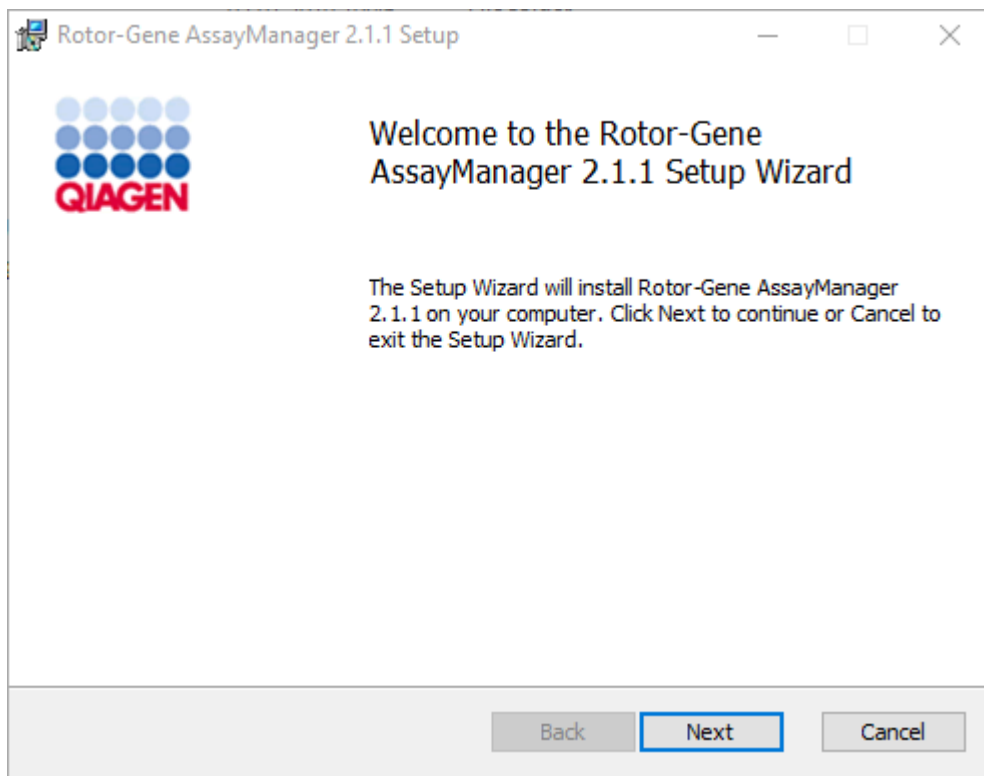 Rotor-Gene AssayManager 2.1.1 Setup
QIAGEN
Welcome to the Rotor-Gene
AssayManager 2.1.1 Setup Wizard
The Setup Wizard will install Rotor-Gene AssayManager
2.1.1 on your computer. Click Next to continue or Cancel to
exit the Setup Wizard.
Back
Next
Cancel